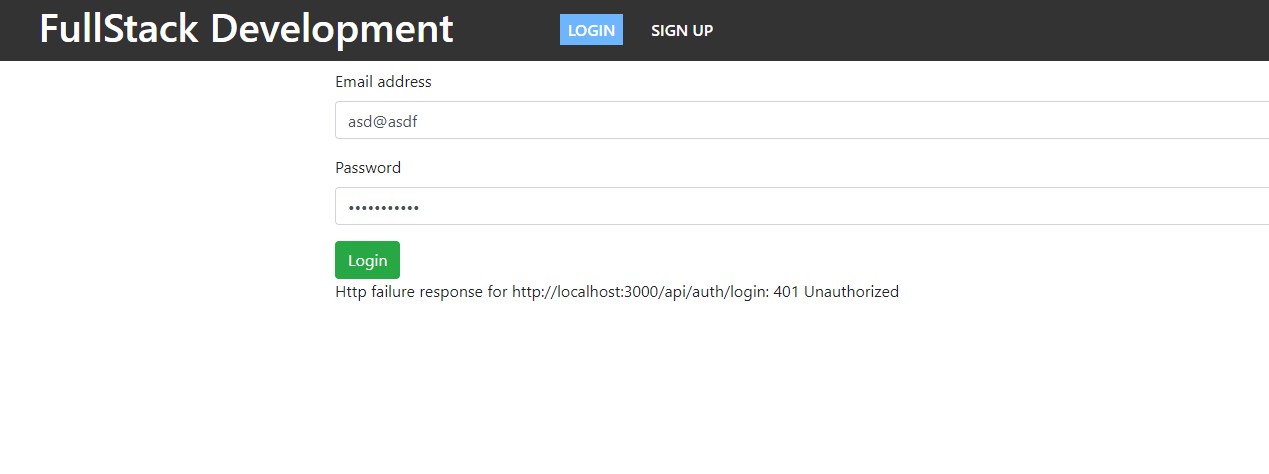 FullStack Development LOGIN SIGN UP
Email address
asd@asdf
Password
•••••••••••
Login
Http failure response for http://localhost:3000/api/auth/login: 401 Unauthorized